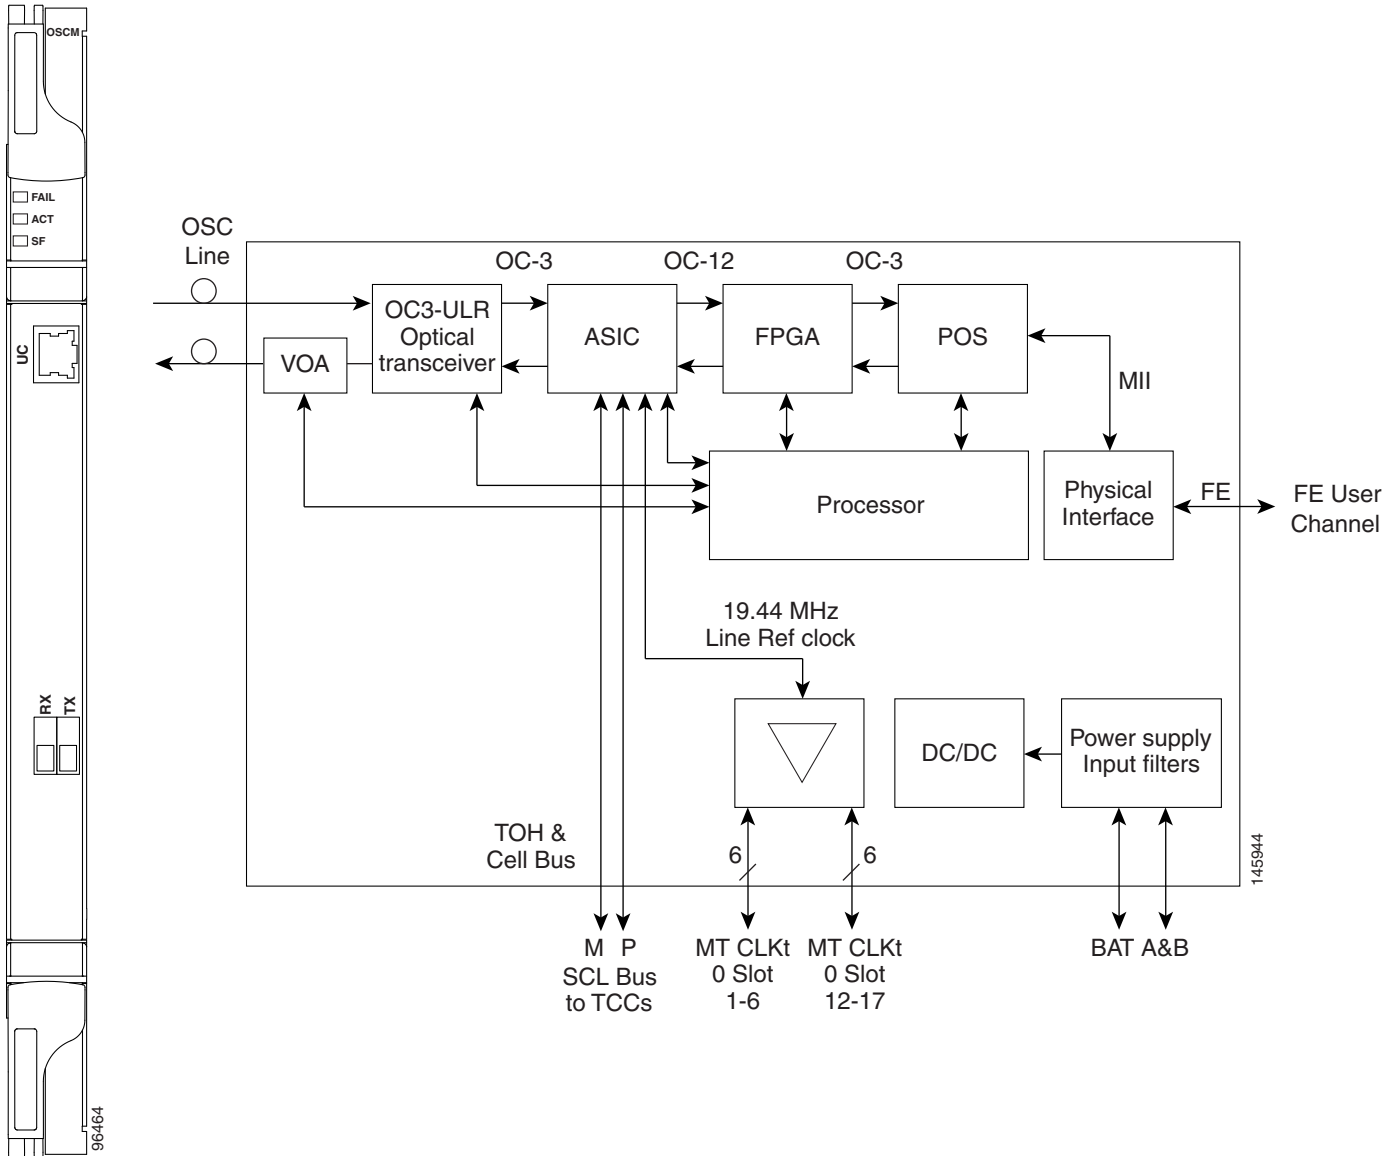 OSCM
FAIL
ACT
SF
UC
RX
TX
96464
OSC
Line
OC-3
OC-12
OC-3
OC3-ULR
Optical
transceiver
ASIC
FPGA
POS
VOA
MII
Processor
Physical
Interface
FE
FE User
Channel
19.44 MHz
Line Ref clock
DC/DC
Power supply
Input filters
TOH &
Cell Bus
6
6
145944
M P
SCL Bus
to TCCs
MT CLKt
0 Slot
1-6
MT CLKt
0 Slot
12-17
BAT A&B